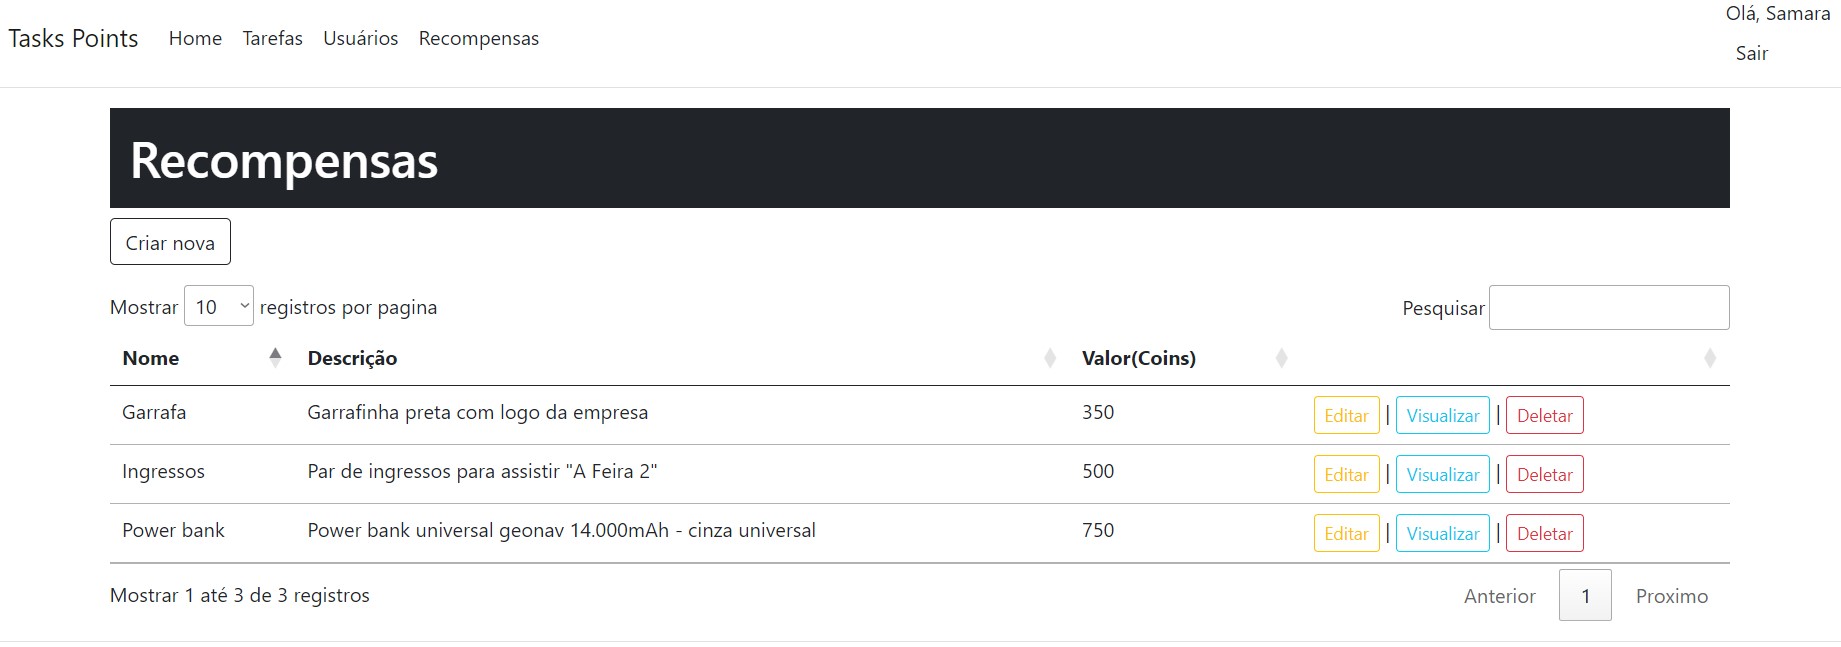 Olá, Samara
Tasks Points Home Tarefas Usuários Recompensas
Sair
Recompensas
Criar nova
Mostrar 10 registros por pagina Pesquisar
Nome Descrição Valor(Coins)
Garrafa Garrafinha preta com logo da empresa 350 Editar | Visualizar | Deletar
Ingressos Par de ingressos para assistir "A Feira 2" 500 Editar | Visualizar | Deletar
Power bank Power bank universal geonav 14.000mAh - cinza universal 750 Editar | Visualizar | Deletar
Mostrar 1 até 3 de 3 registros Anterior 1 Proximo